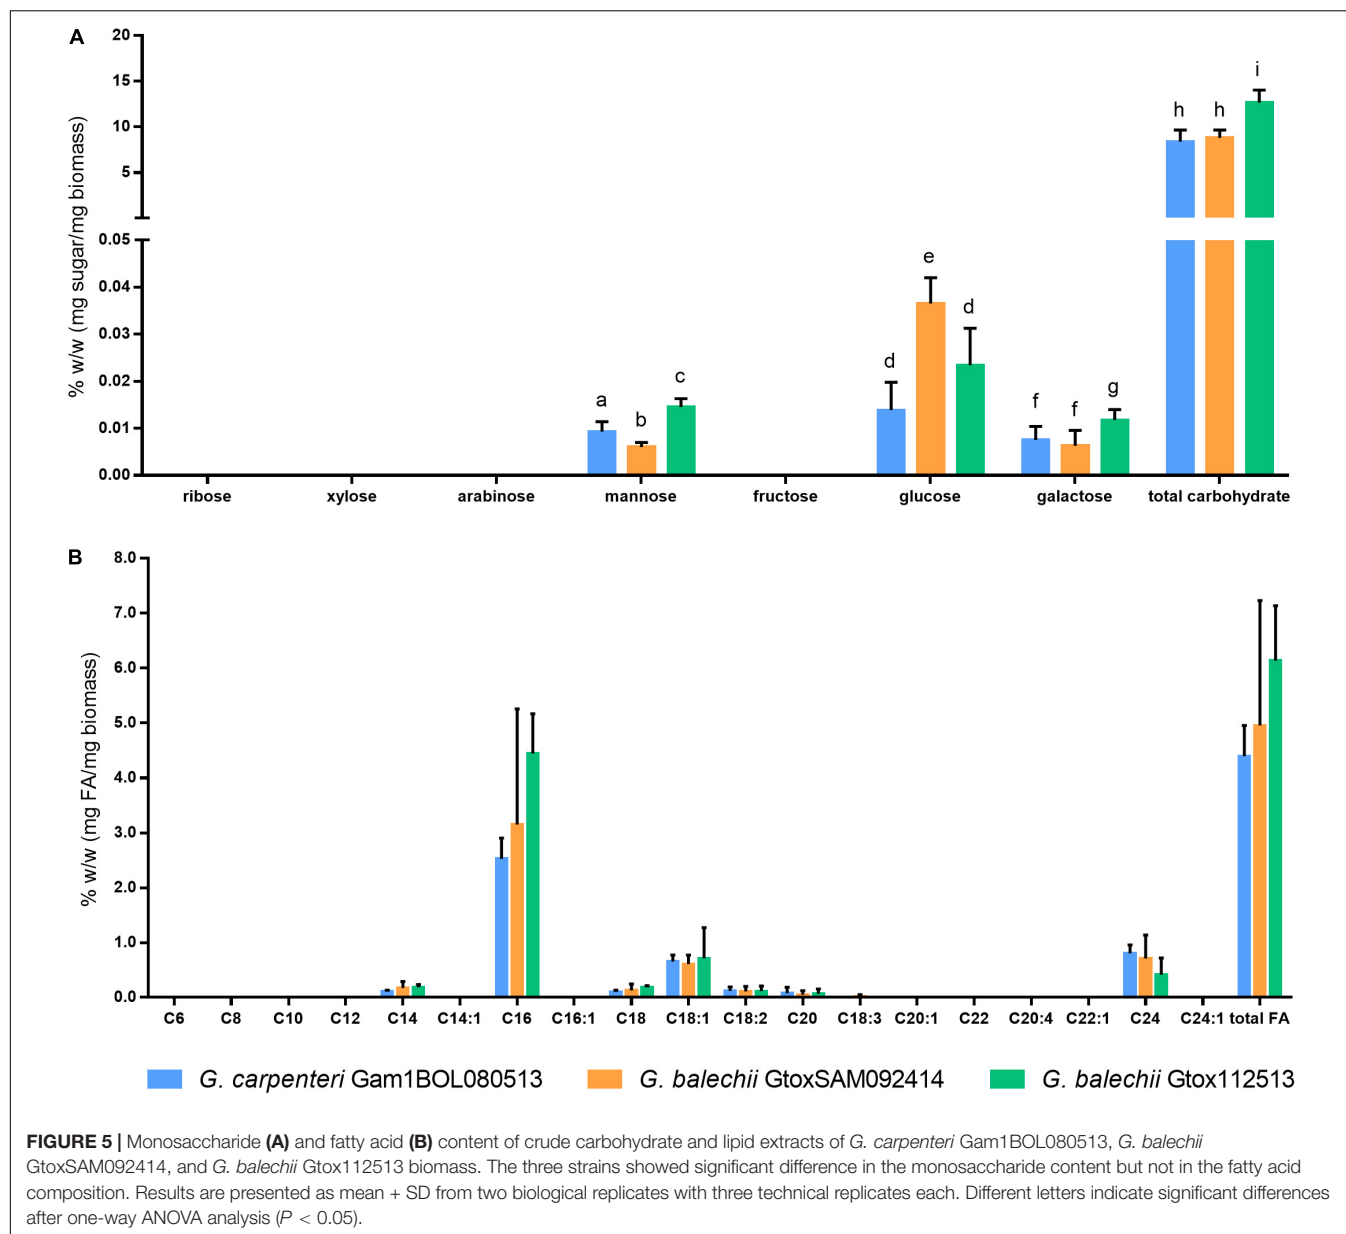 A
20
15
10
5
0.05
0.04
0.03
0.02
0.01
0.00
% w/w (mg sugar/mg biomass)
a
b
c
d
e
d
f
f
g
h
h
i
ribose xylose arabinose mannose fructose glucose galactose total carbohydrate
B
8.0
7.0
6.0
5.0
4.0
3.0
2.0
1.0
0.0
% w/w (mg FA/mg biomass)
C6 C8 C10 C12 C14 C14:1 C16 C16:1 C18 C18:1 C18:2 C20 C18:3 C20:1 C22 C20:4 C22:1 C24 C24:1 total FA
G. carpenteri Gam1BOL080513 G. balechii GtoxSAM092414 G. balechii Gtox112513
FIGURE 5 | Monosaccharide (A) and fatty acid (B) content of crude carbohydrate and lipid extracts of G. carpenteri Gam1BOL080513, G. balechii
GtoxSAM092414, and G. balechii Gtox112513 biomass. The three strains showed significant difference in the monosaccharide content but not in the fatty acid
composition. Results are presented as mean + SD from two biological replicates with three technical replicates each. Different letters indicate significant differences
after one-way ANOVA analysis (P < 0.05).